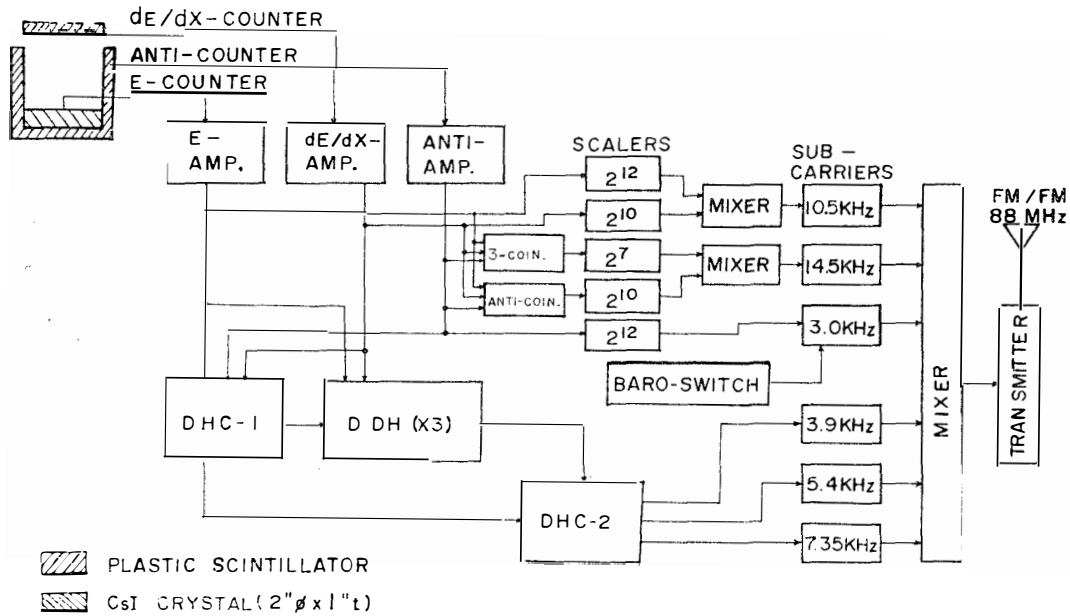 dE/dX-COUNTER
ANTI-COUNTER
E-COUNTER
E-
AMP.
dE/dX-
AMP.
ANTI-
AMP.
SCALERS
SUB-
CARRIERS
2¹²
2¹⁰
3-COIN.
2⁷
ANTI-COIN.
2¹⁰
2¹²
MIXER
MIXER
10.5KHz
14.5KHz
3.0KHz
BARO-SWITCH
3.9KHz
5.4KHz
7.35KHz
MIXER
FM/FM
88 MHz
TRANSMITTER
DHC-1
DDH (X3)
DHC-2
PLASTIC SCINTILLATOR
CsI CRYSTAL (2"ø x 1"t)